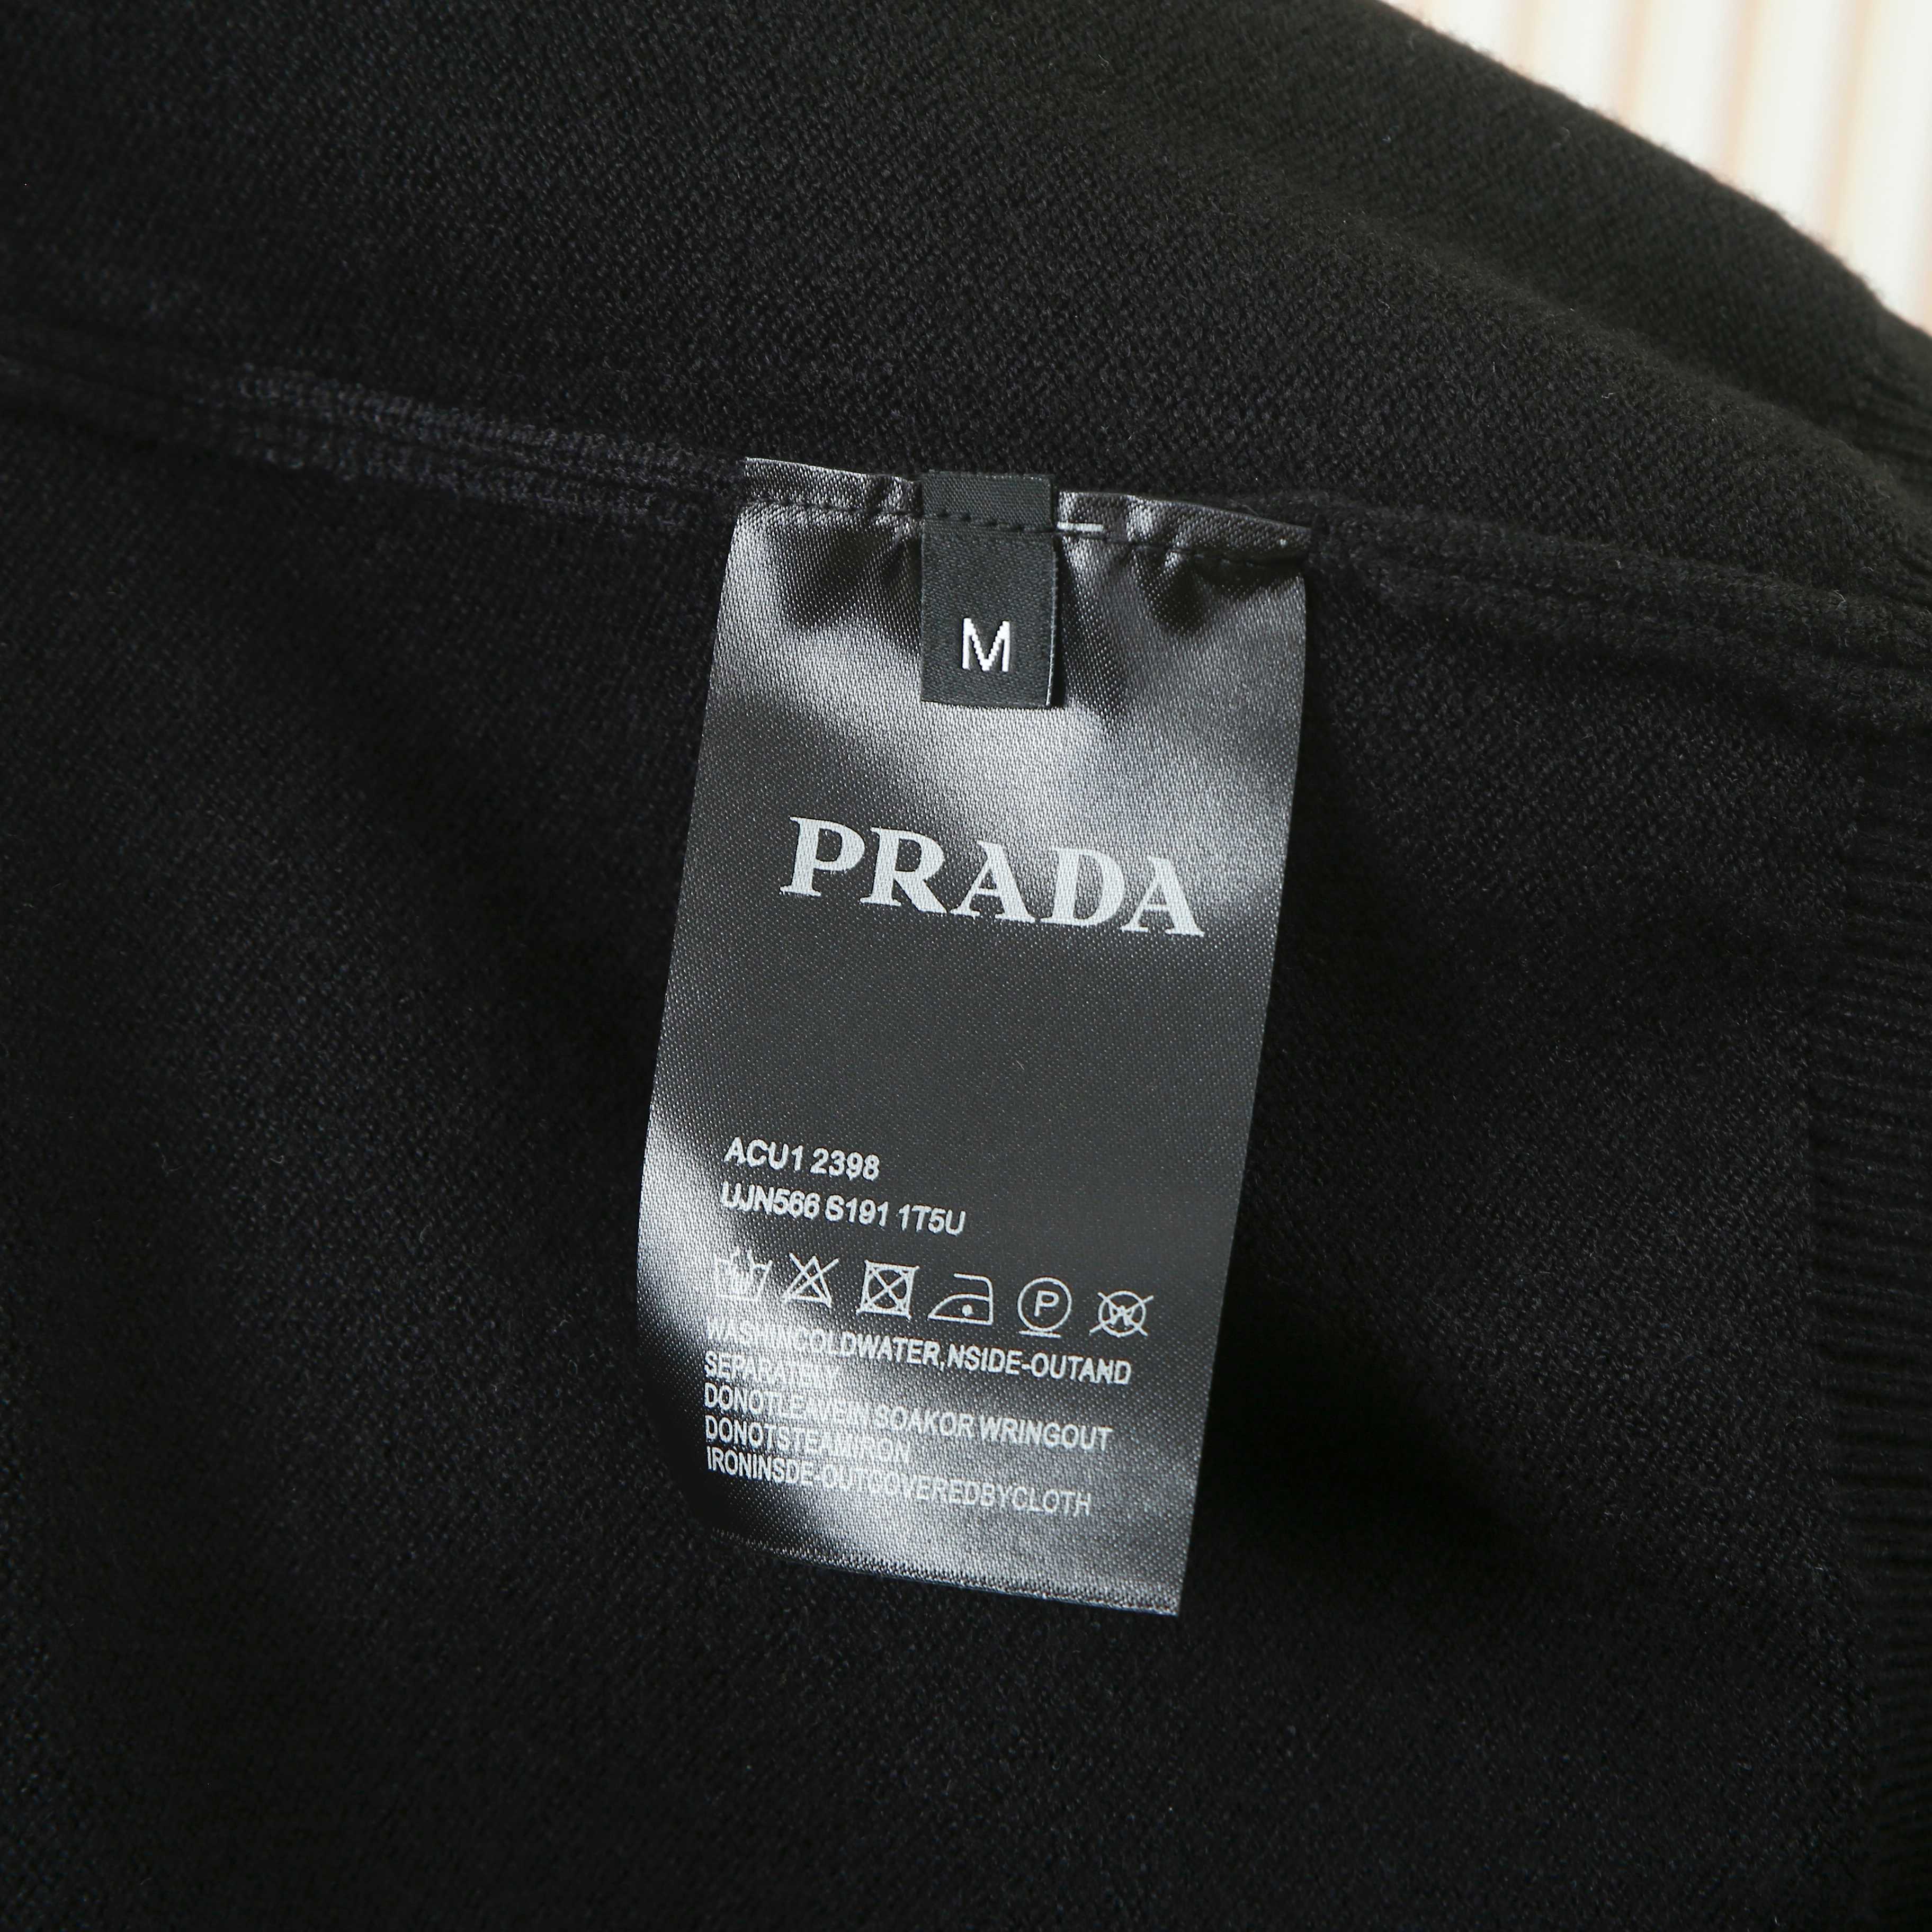 M
PRADA
ACU1 2398
UJN566 S191 1T5U
P
W
WASHINCOLDWATER,NSIDE-OUTAND
SEPARATELY
DONOTLEAVEIN SOAKOR WRINGOUT
DONOTSTEAMIRON
IRONINSDE-OUTCOVEREDBYCLOTH